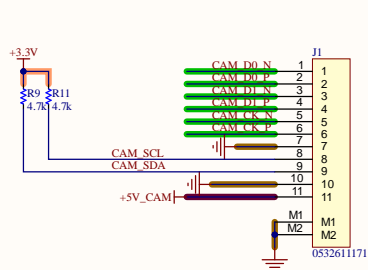 +3.3V
R9
4.7k
R11
4.7k
J1
CAM_D0_N 1 1
CAM_D0_P 2 2
CAM_D1_N 3 3
CAM_D1_P 4 4
CAM_CK_N 5 5
CAM_CK_P 6 6
7 7
CAM_SCL 8 8
CAM_SDA 9 9
10 10
+5V_CAM 11 11
M1 M1
M2 M2
0532611171